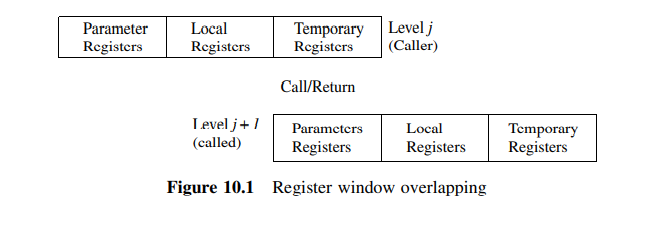 Parameter Local Temporary Level j
Registers Registers Registers (Caller)
Call/Return
Level j + 1 Parameters Local Temporary
(called) Registers Registers Registers
Figure 10.1 Register window overlapping